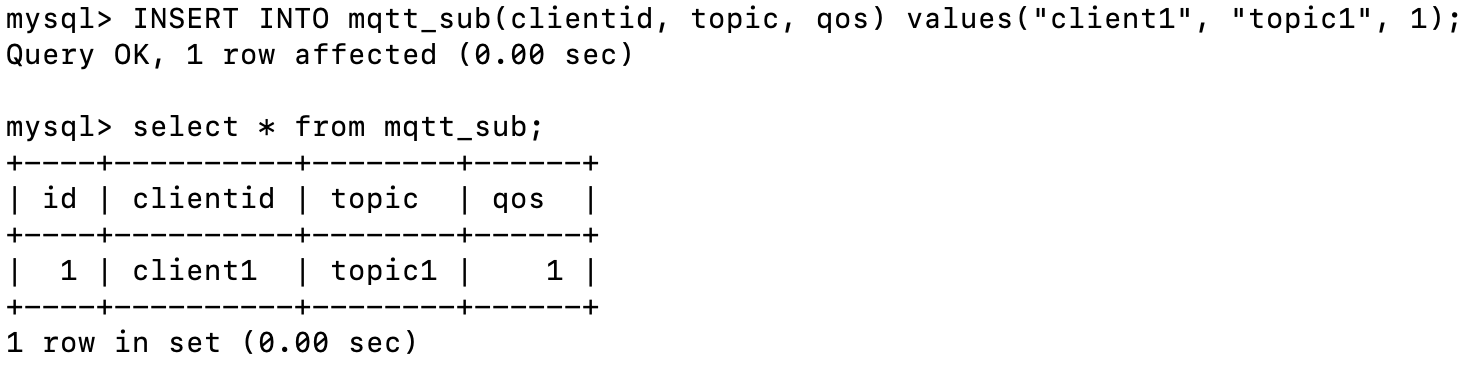 mysql> INSERT INTO mqtt_sub(clientid, topic, qos) values("client1", "topic1", 1);
Query OK, 1 row affected (0.00 sec)
mysql> select * from mqtt_sub;
+----+----------+--------+------+
| id | clientid | topic  | qos  |
+----+----------+--------+------+
|  1 | client1  | topic1 |    1 |
+----+----------+--------+------+
1 row in set (0.00 sec)